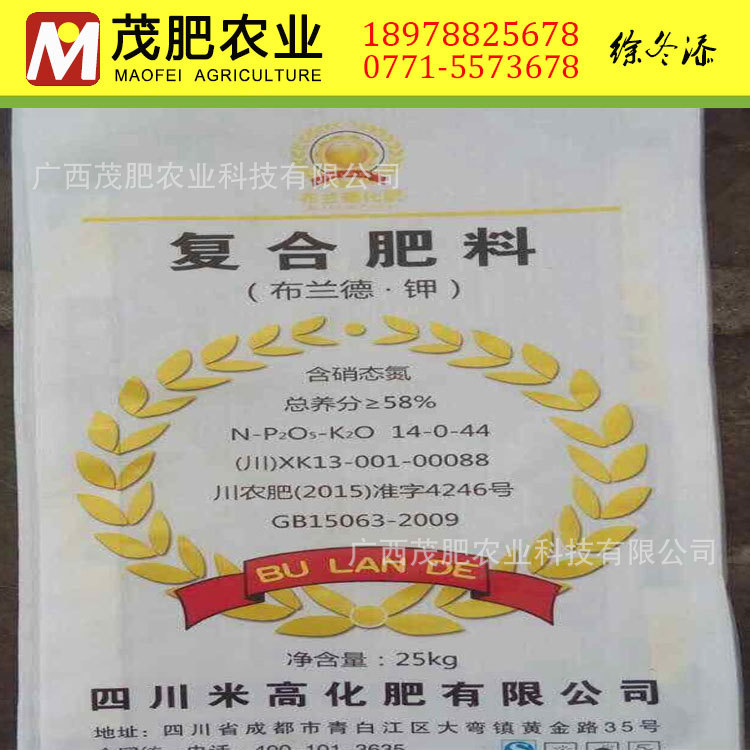 茂肥农业
MAOFEI AGRICULTURE
18978825678
0771-5573678
徐冬添
广西茂肥农业科技有限公司
布兰德化肥
复合肥料
(布兰德·钾)
含硝态氮
总养分≥58%
N-P2O5-K2O 14-0-44
(川)XK13-001-00088
川农肥(2015)准字4246号
GB15063-2009
广西茂肥农业科技有限公司
BU LAN DE
净含量:25kg
四川米高化肥有限公司
地址:四川省成都市青白江区大弯镇黄金路35号